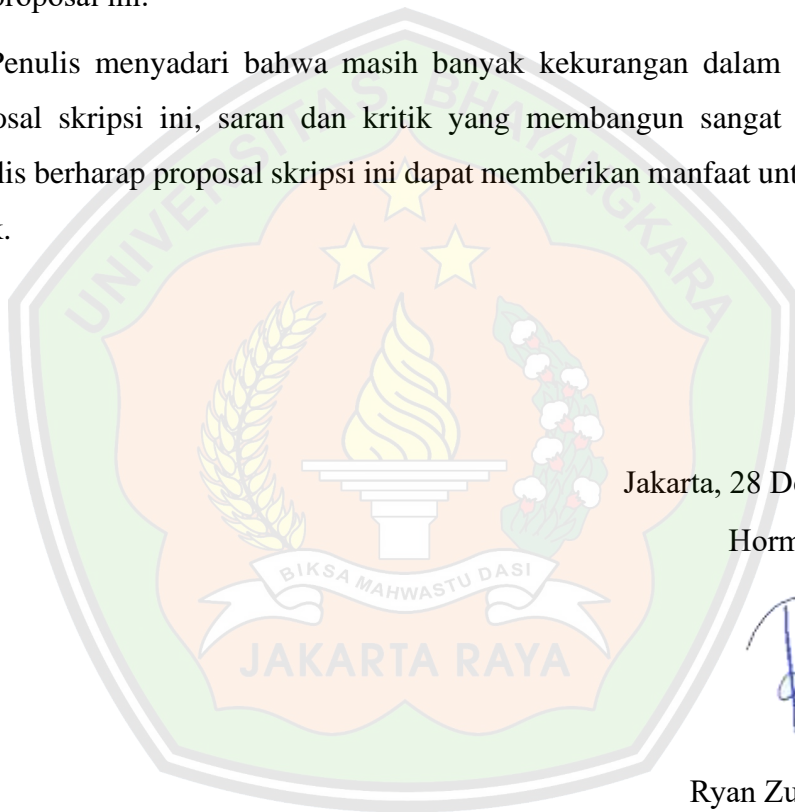 proposal ini.
Penulis menyadari bahwa masih banyak kekurangan dalam
osal skripsi ini, saran dan kritik yang membangun sangat
lis berharap proposal skripsi ini dapat memberikan manfaat unt
k.
UNIVERSITAS BHAYANGKARA
Jakarta, 28 D
Horm
BIKSA MAHWASTU DASI
JAKARTA RAYA
Ryan Zu